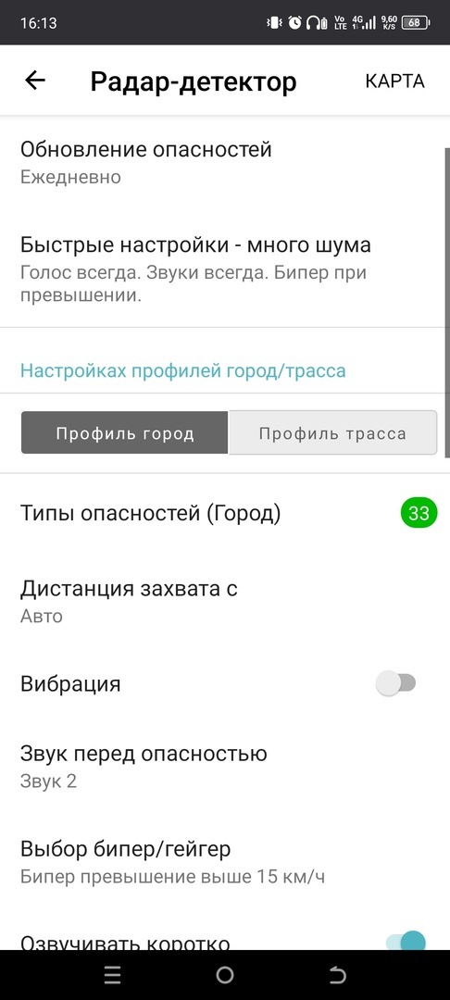 16:13
Vo LTE 4G 9,60 K/S 68
Радар-детектор КАРТА
Обновление опасностей
Ежедневно
Быстрые настройки - много шума
Голос всегда. Звуки всегда. Бипер при
превышении.
Настройках профилей город/трасса
Профиль город Профиль трасса
Типы опасностей (Город) 33
Дистанция захвата с
Авто
Вибрация
Звук перед опасностью
Звук 2
Выбор бипер/гейгер
Бипер превышение выше 15 км/ч
Озвучивать коротко